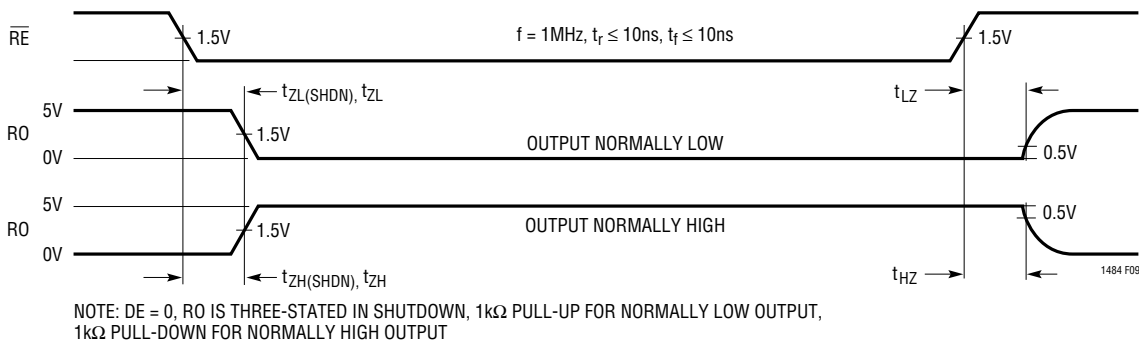 RE
1.5V
f = 1MHz, tr ≤ 10ns, tf ≤ 10ns
1.5V
tZL(SHDN), tZL
tLZ
5V
RO
0V
1.5V
OUTPUT NORMALLY LOW
0.5V
5V
RO
0V
1.5V
OUTPUT NORMALLY HIGH
0.5V
tZH(SHDN), tZH
tHZ
1484 F09
NOTE: DE = 0, RO IS THREE-STATED IN SHUTDOWN, 1kΩ PULL-UP FOR NORMALLY LOW OUTPUT,
1kΩ PULL-DOWN FOR NORMALLY HIGH OUTPUT